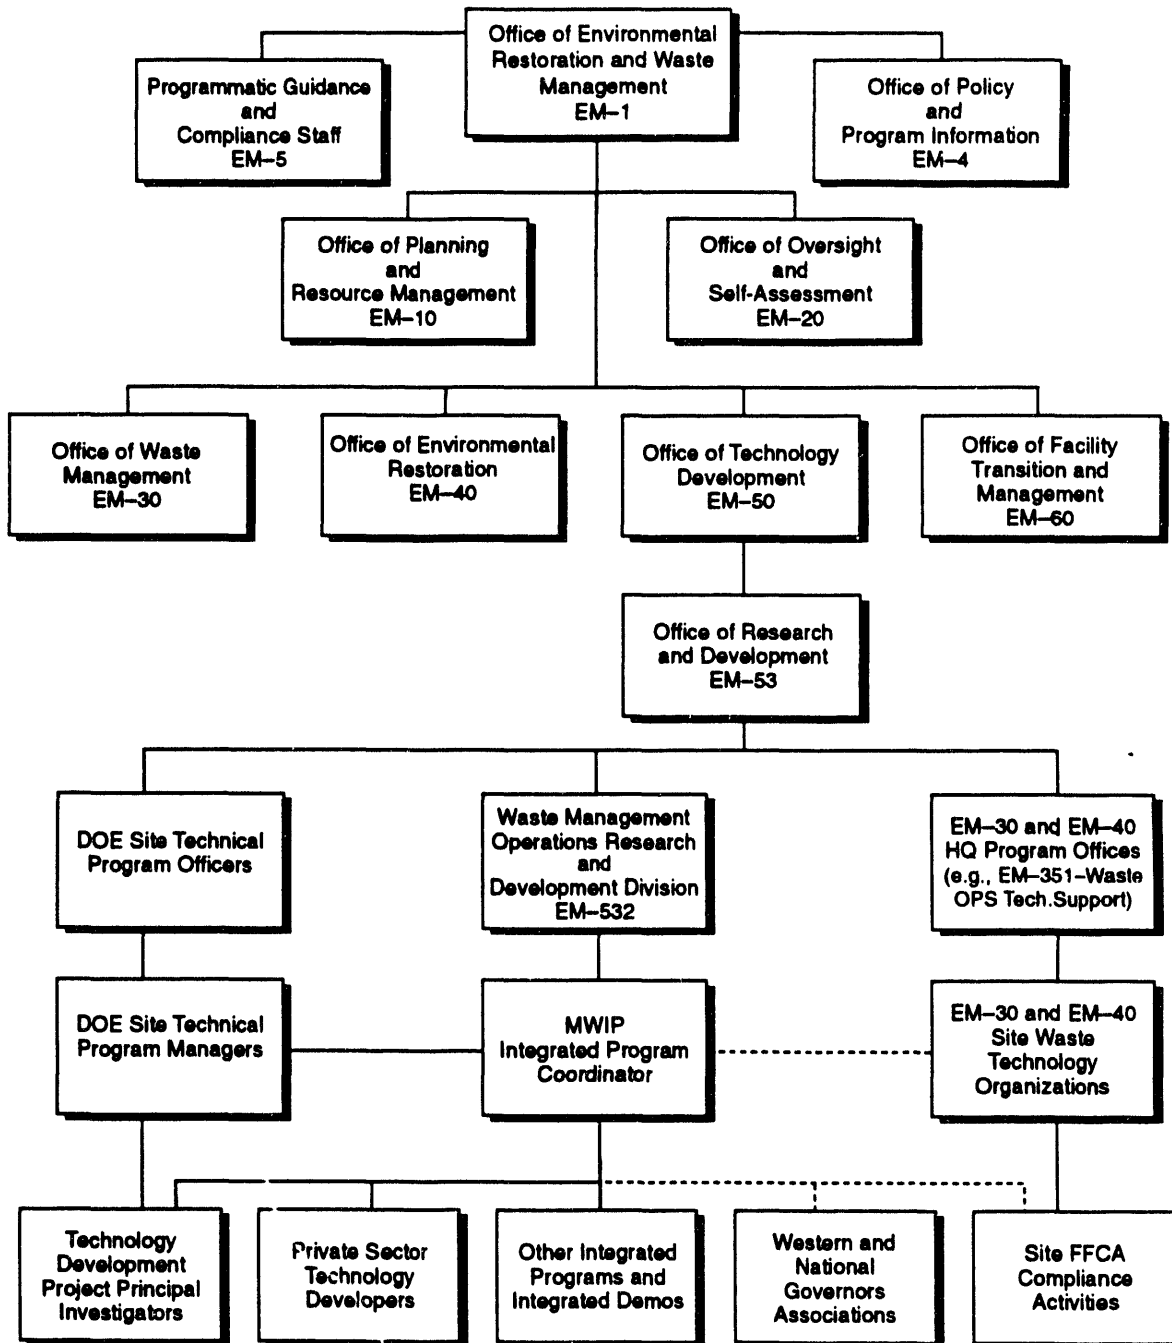 Office of Environmental
Restoration and Waste
Management
EM–1
Programmatic Guidance
and
Compliance Staff
EM–5
Office of Policy
and
Program Information
EM–4
Office of Planning
and
Resource Management
EM–10
Office of Oversight
and
Self-Assessment
EM–20
Office of Waste
Management
EM–30
Office of Environmental
Restoration
EM–40
Office of Technology
Development
EM–50
Office of Facility
Transition and
Management
EM–60
Office of Research
and Development
EM–53
DOE Site Technical
Program Officers
Waste Management
Operations Research
and
Development Division
EM–532
EM–30 and EM–40
HQ Program Offices
(e.g., EM–351–Waste
OPS Tech.Support)
DOE Site Technical
Program Managers
MWIP
Integrated Program
Coordinator
EM–30 and EM–40
Site Waste
Technology
Organizations
Technology
Development
Project Principal
Investigators
Private Sector
Technology
Developers
Other Integrated
Programs and
Integrated Demos
Western and
National
Governors
Associations
Site FFCA
Compliance
Activities